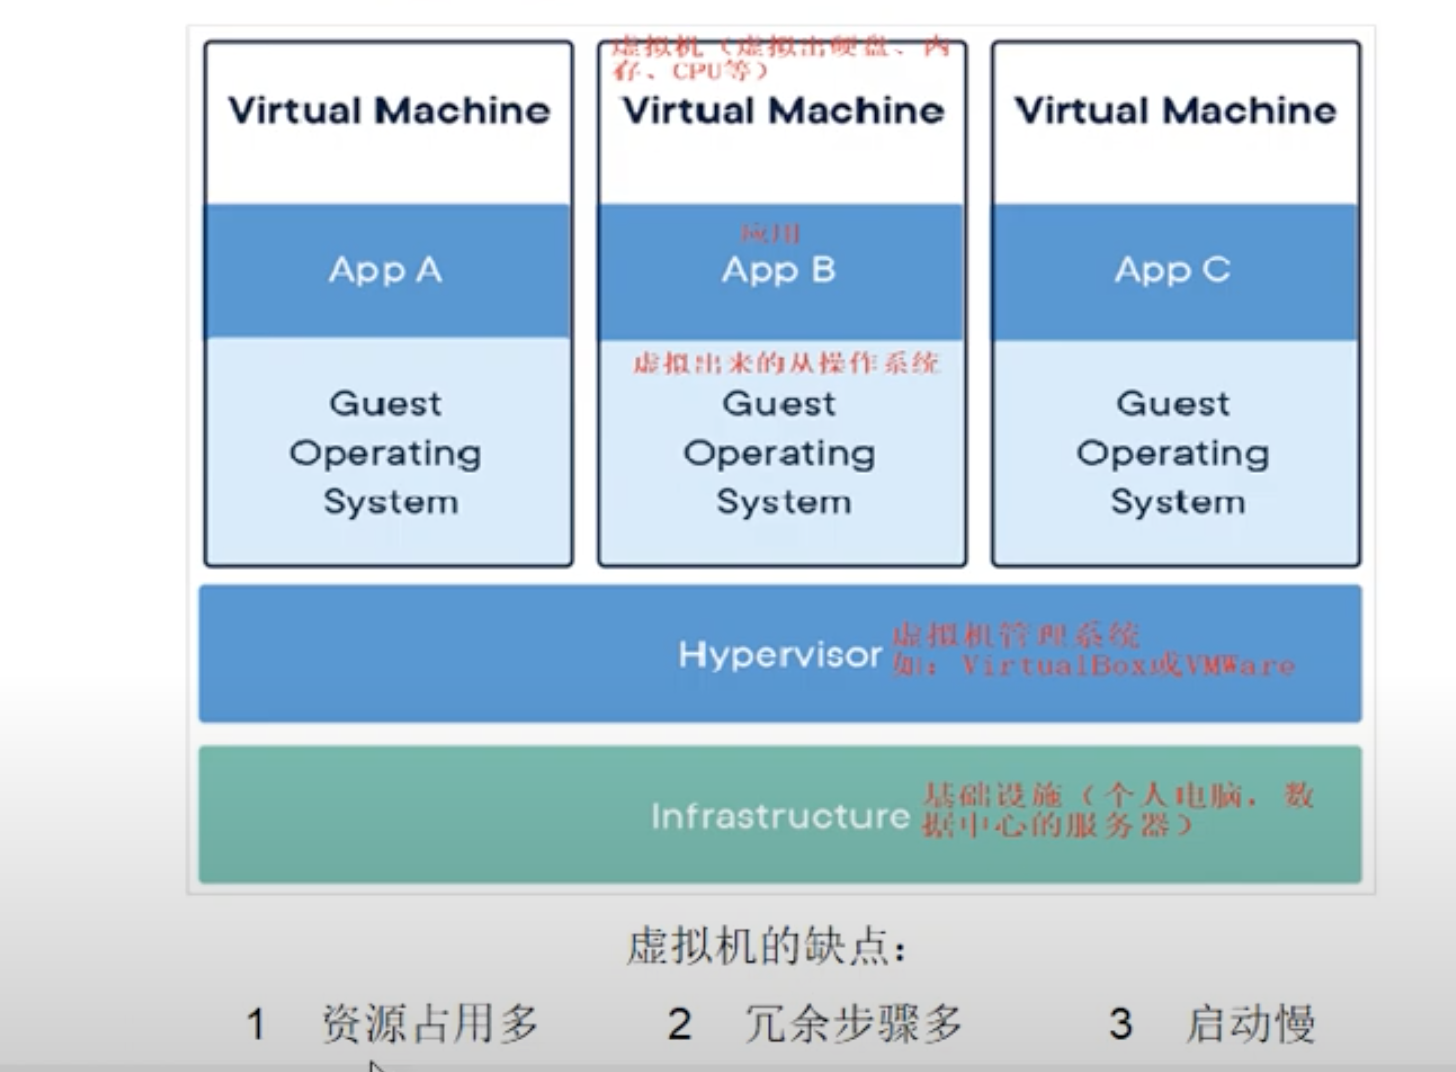 虚拟机（虚拟出硬盘、内
存、CPU等）
Virtual Machine
Virtual Machine
Virtual Machine
应用
App A
App B
App C
虚拟出来的从操作系统
Guest
Operating
System
Guest
Operating
System
Guest
Operating
System
Hypervisor
虚拟机管理系统
如：VirtualBox或VMWare
Infrastructure
基础设施（个人电脑，数
据中心的服务器）
虚拟机的缺点：
1 资源占用多 2 冗余步骤多 3 启动慢